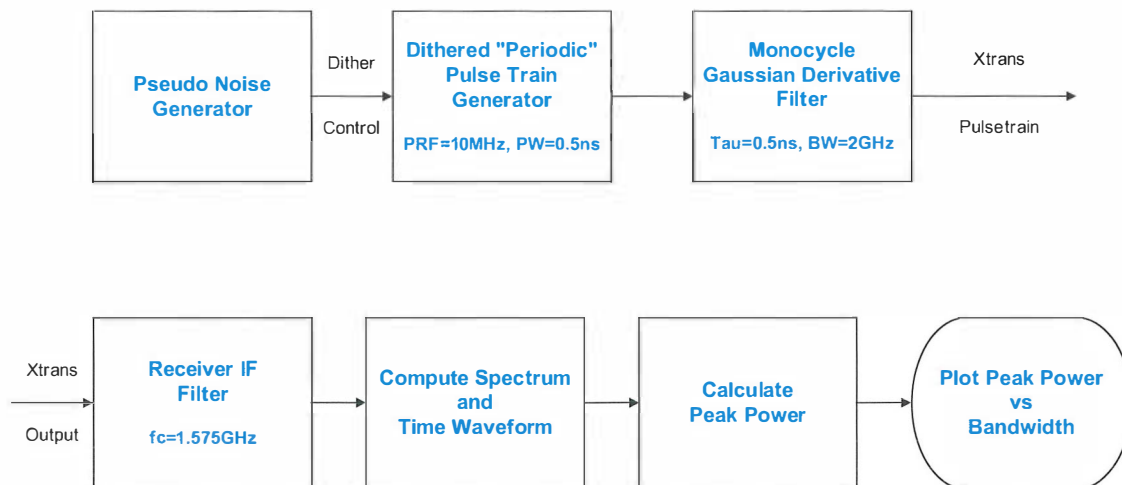 Pseudo Noise
Generator
Dither
Control
Dithered "Periodic"
Pulse Train
Generator
PRF=10MHz, PW=0.5ns
Monocycle
Gaussian Derivative
Filter
Tau=0.5ns, BW=2GHz
Xtrans
Pulsetrain
Xtrans
Output
Receiver IF
Filter
fc=1.575GHz
Compute Spectrum
and
Time Waveform
Calculate
Peak Power
Plot Peak Power
vs
Bandwidth